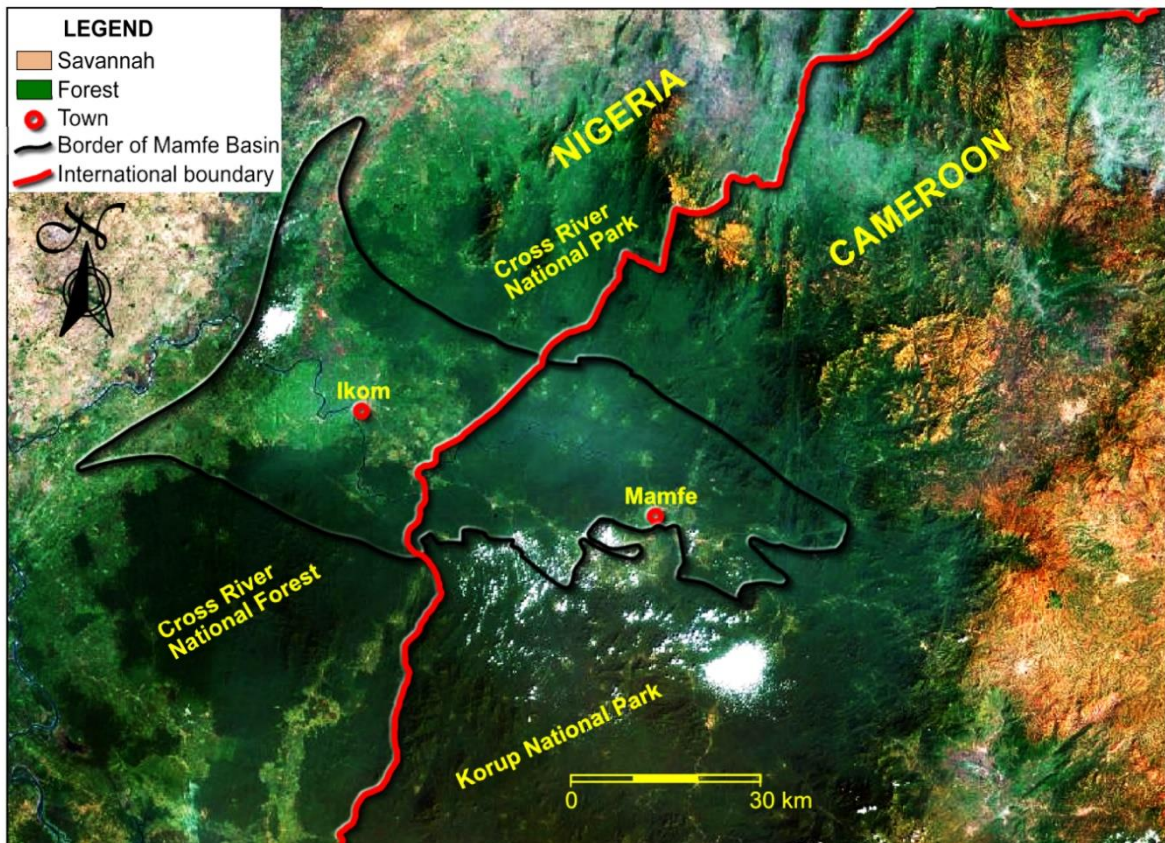 LEGEND
Savannah
Forest
Town
Border of Mamfe Basin
International boundary
N
NIGERIA
CAMEROON
Cross River
National Park
Ikom
Mamfe
Cross River
National Forest
Korup National Park
0 30 km